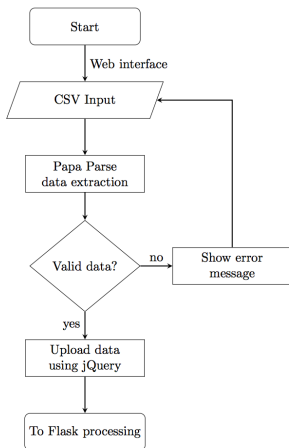 Start
Web interface
CSV Input
Papa Parse
data extraction
Valid data?
no
Show error
message
yes
Upload data
using jQuery
To Flask processing